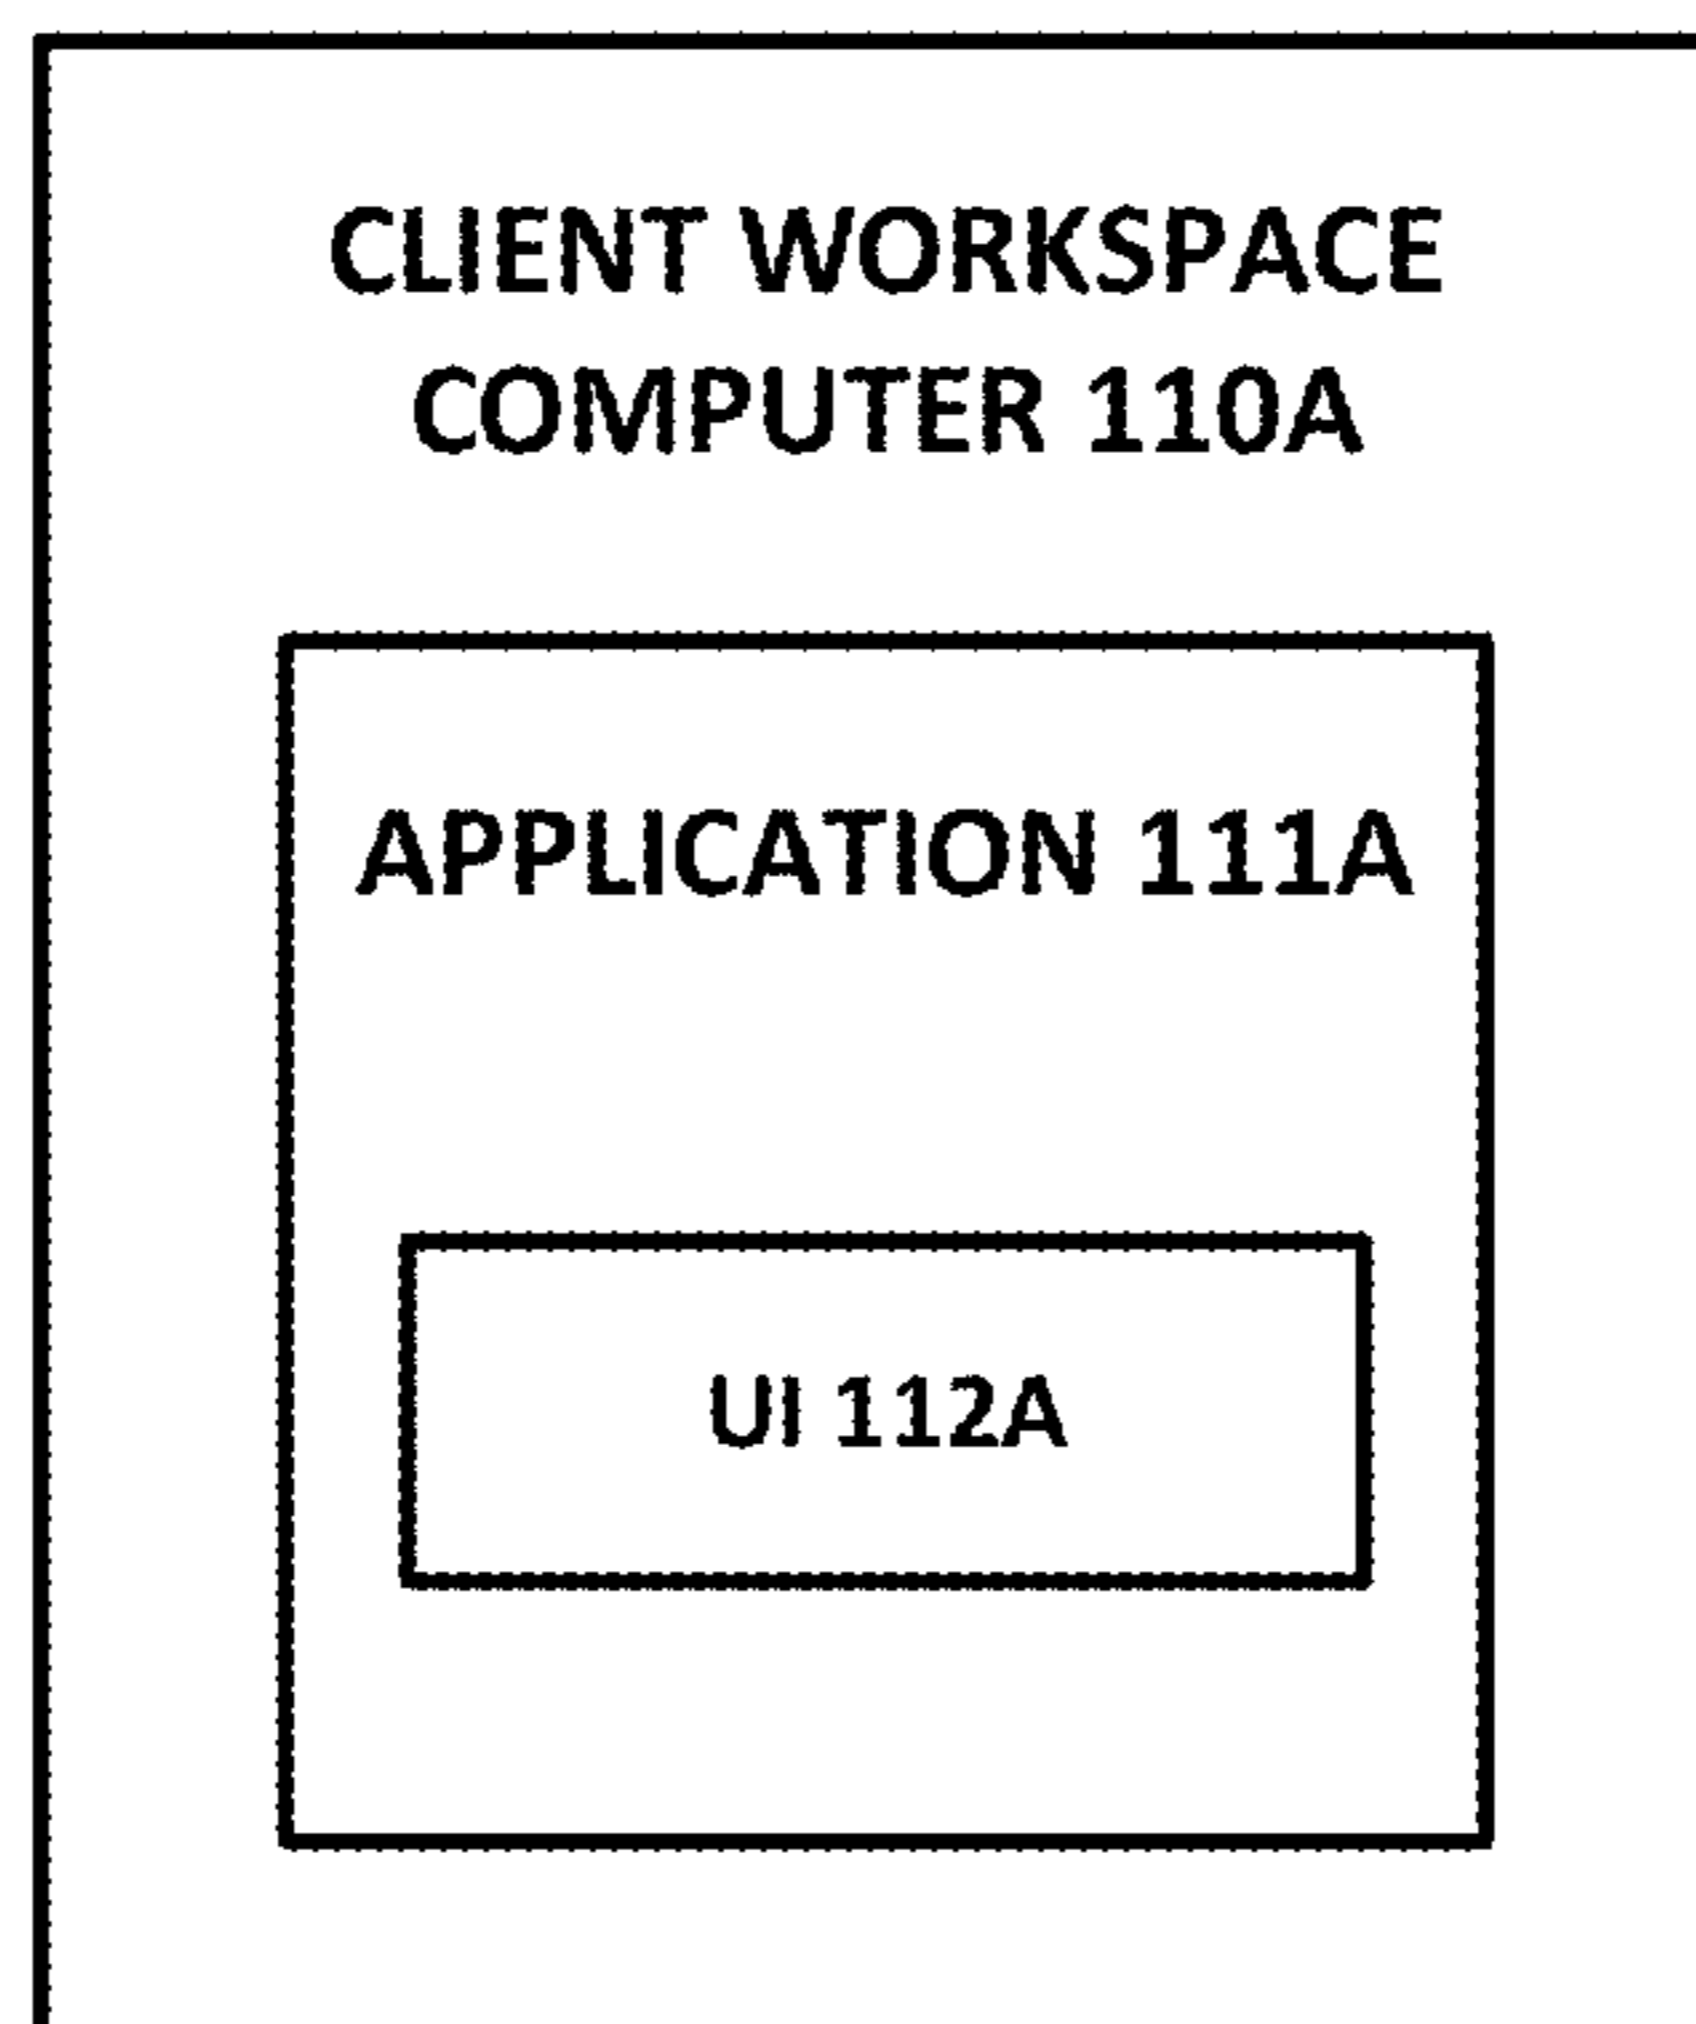 CLIENT WORKSPACE
COMPUTER 110A
APPLICATION 111A
UI 112A